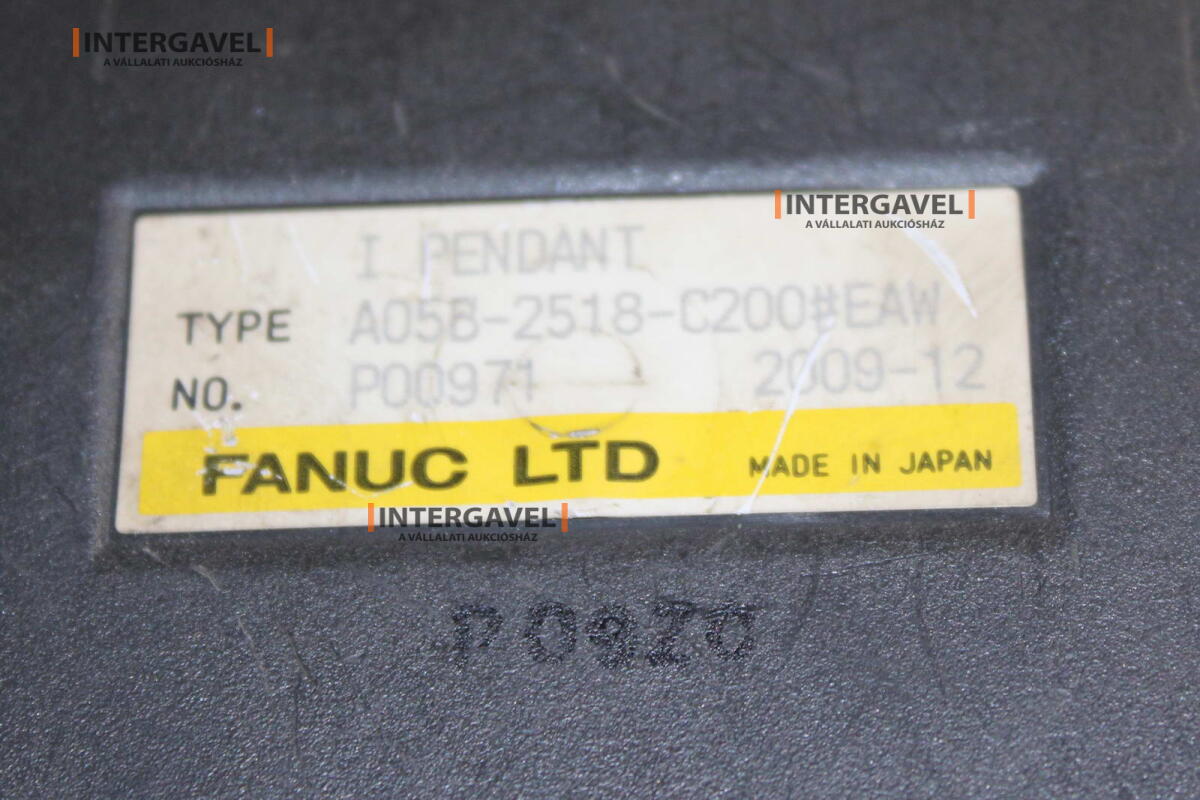 INTERGAVEL
A VÁLLALATI AUKCIÓSHÁZ
INTERGAVEL
A VÁLLALATI AUKCIÓSHÁZ
I PENDANT
TYPE A05B-2518-C200#EAW
NO. P00971 2009-12
FANUC LTD MADE IN JAPAN
INTERGAVEL
A VÁLLALATI AUKCIÓSHÁZ